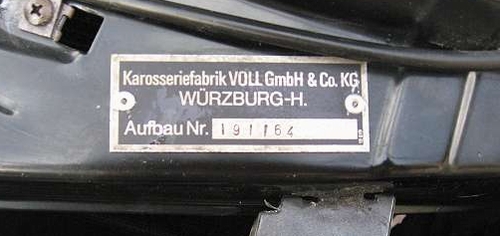 Karosseriefabrik VOLL GmbH & Co. KG
WÜRZBURG-H.
Aufbau Nr. 191164